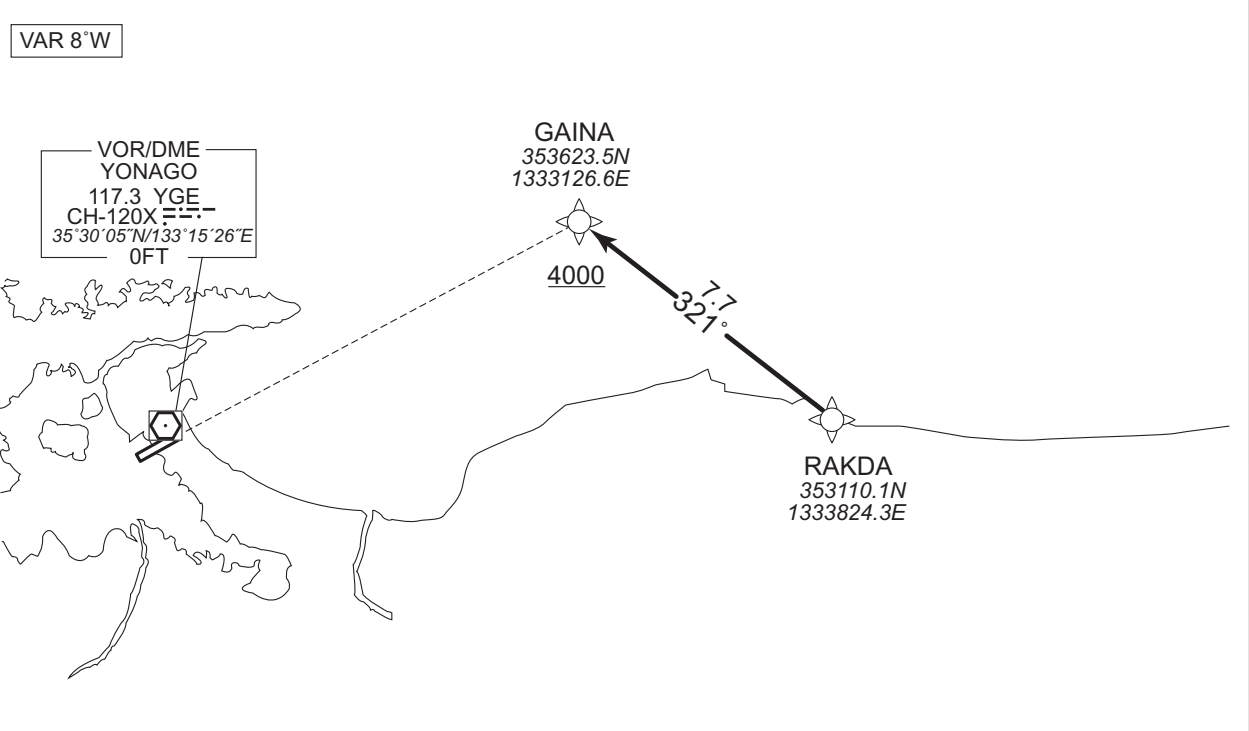 VAR 8˚W
VOR/DME
YONAGO
117.3 YGE
CH-120X
35˚30´05˝N/133˚15´26˝E
0FT
GAINA
353623.5N
1333126.6E
4000
7.7
321˚
RAKDA
353110.1N
1333824.3E